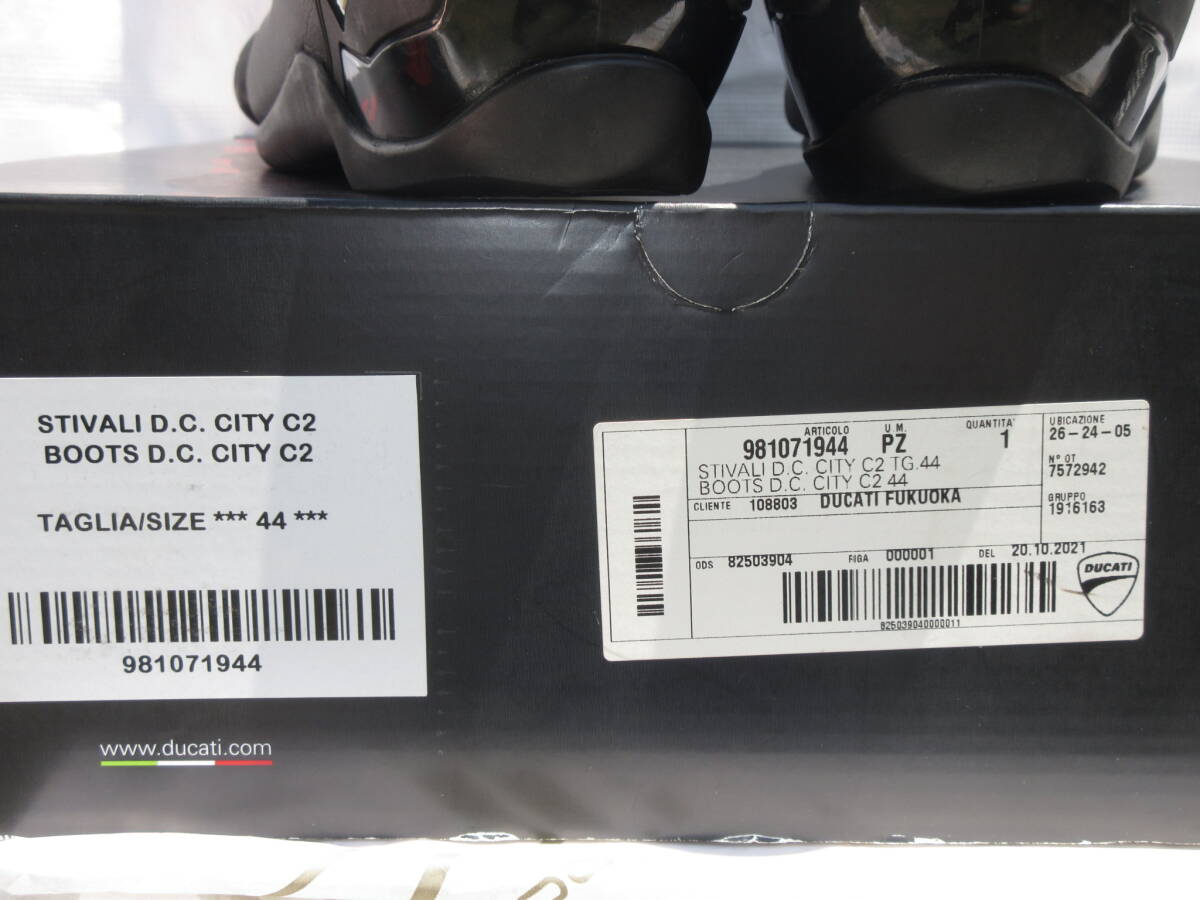 STIVALI D.C. CITY C2
BOOTS D.C. CITY C2
TAGLIA/SIZE *** 44 ***
981071944
www.ducati.com
ARTICOLO U.M. QUANTITA'
981071944 PZ 1
STIVALI D.C. CITY C2 TG.44
BOOTS D.C. CITY C2 44
CLIENTE 108803 DUCATI FUKUOKA
UBICAZIONE
26-24-05
N° OT
7572942
GRUPPO
1916163
ODS 82503904 RIGA 000001 DEL 20.10.2021
825039040000011
DUCATI